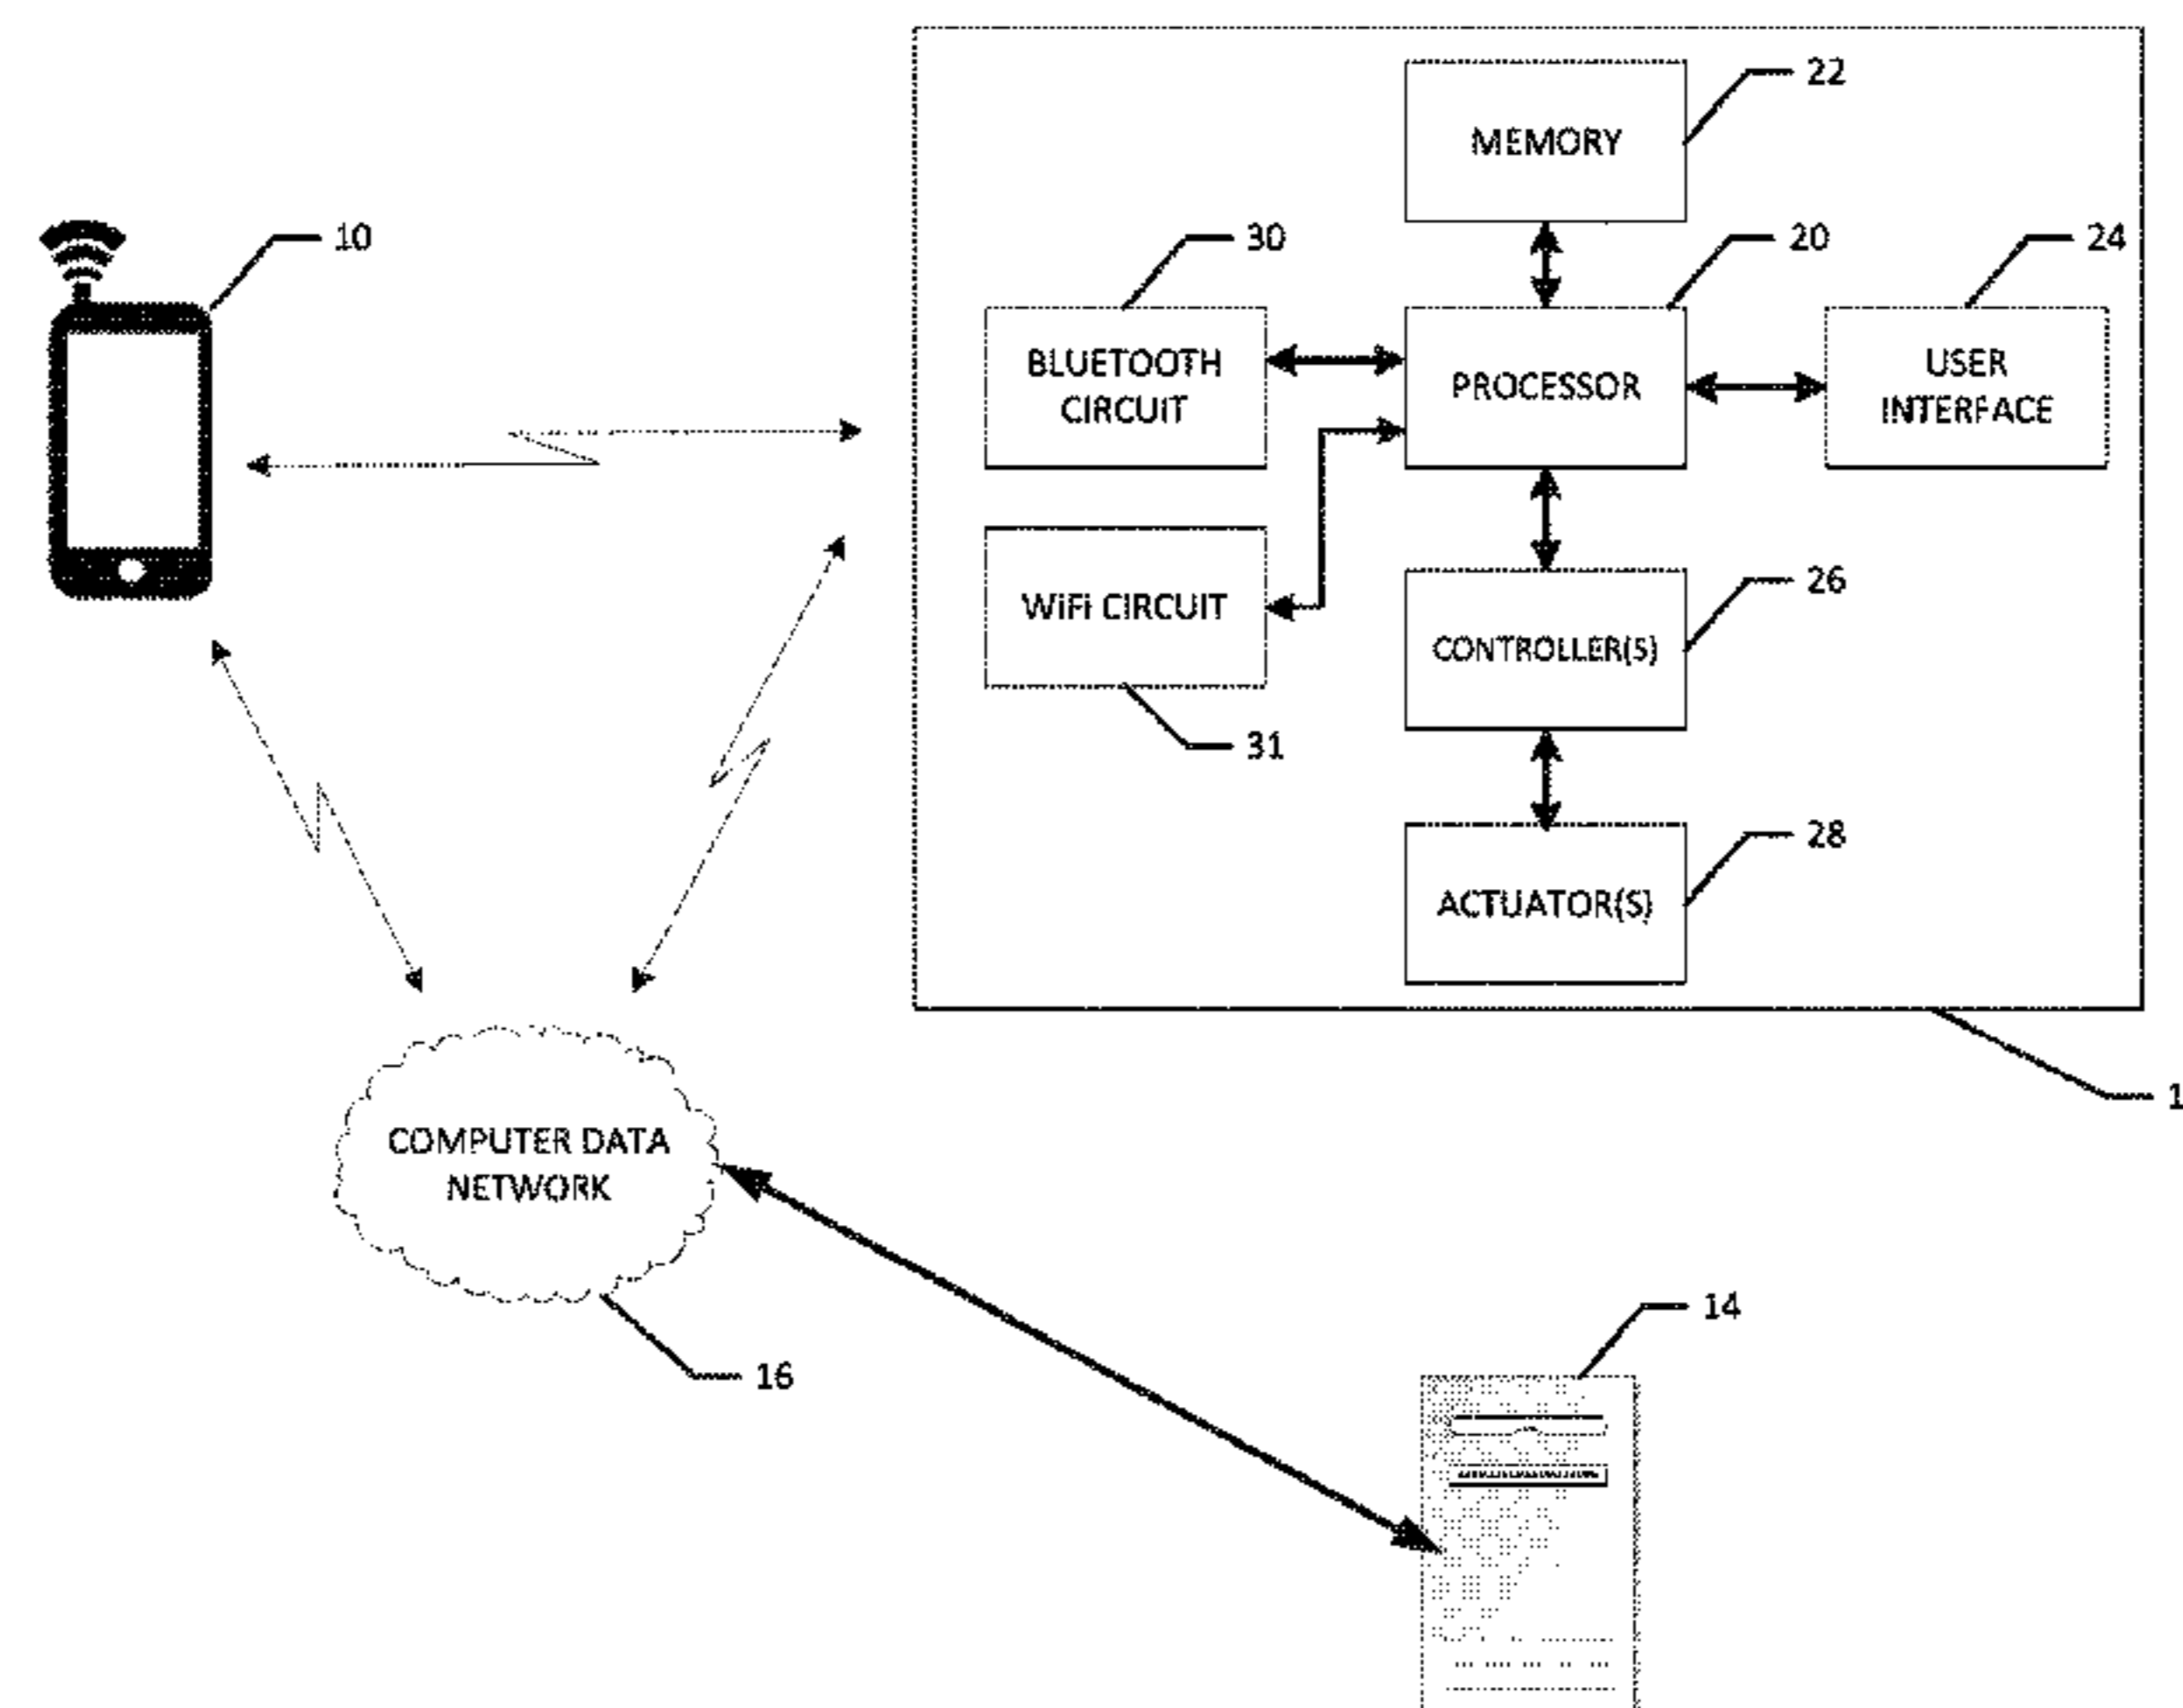 22
MEMORY
10
30
20
24
BLUETOOTH
CIRCUIT
PROCESSOR
USER
INTERFACE
26
WiFi CIRCUIT
CONTROLLER(S)
31
28
ACTUATOR(S)
1
COMPUTER DATA
NETWORK
14
16